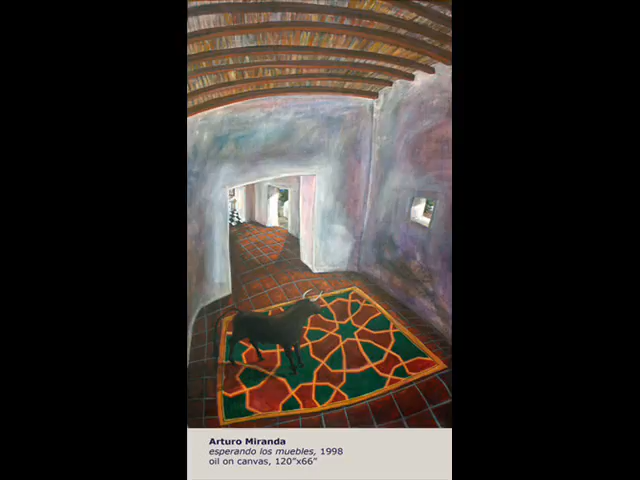 Arturo Miranda
esperando los muebles, 1998
oil on canvas, 120"x66"